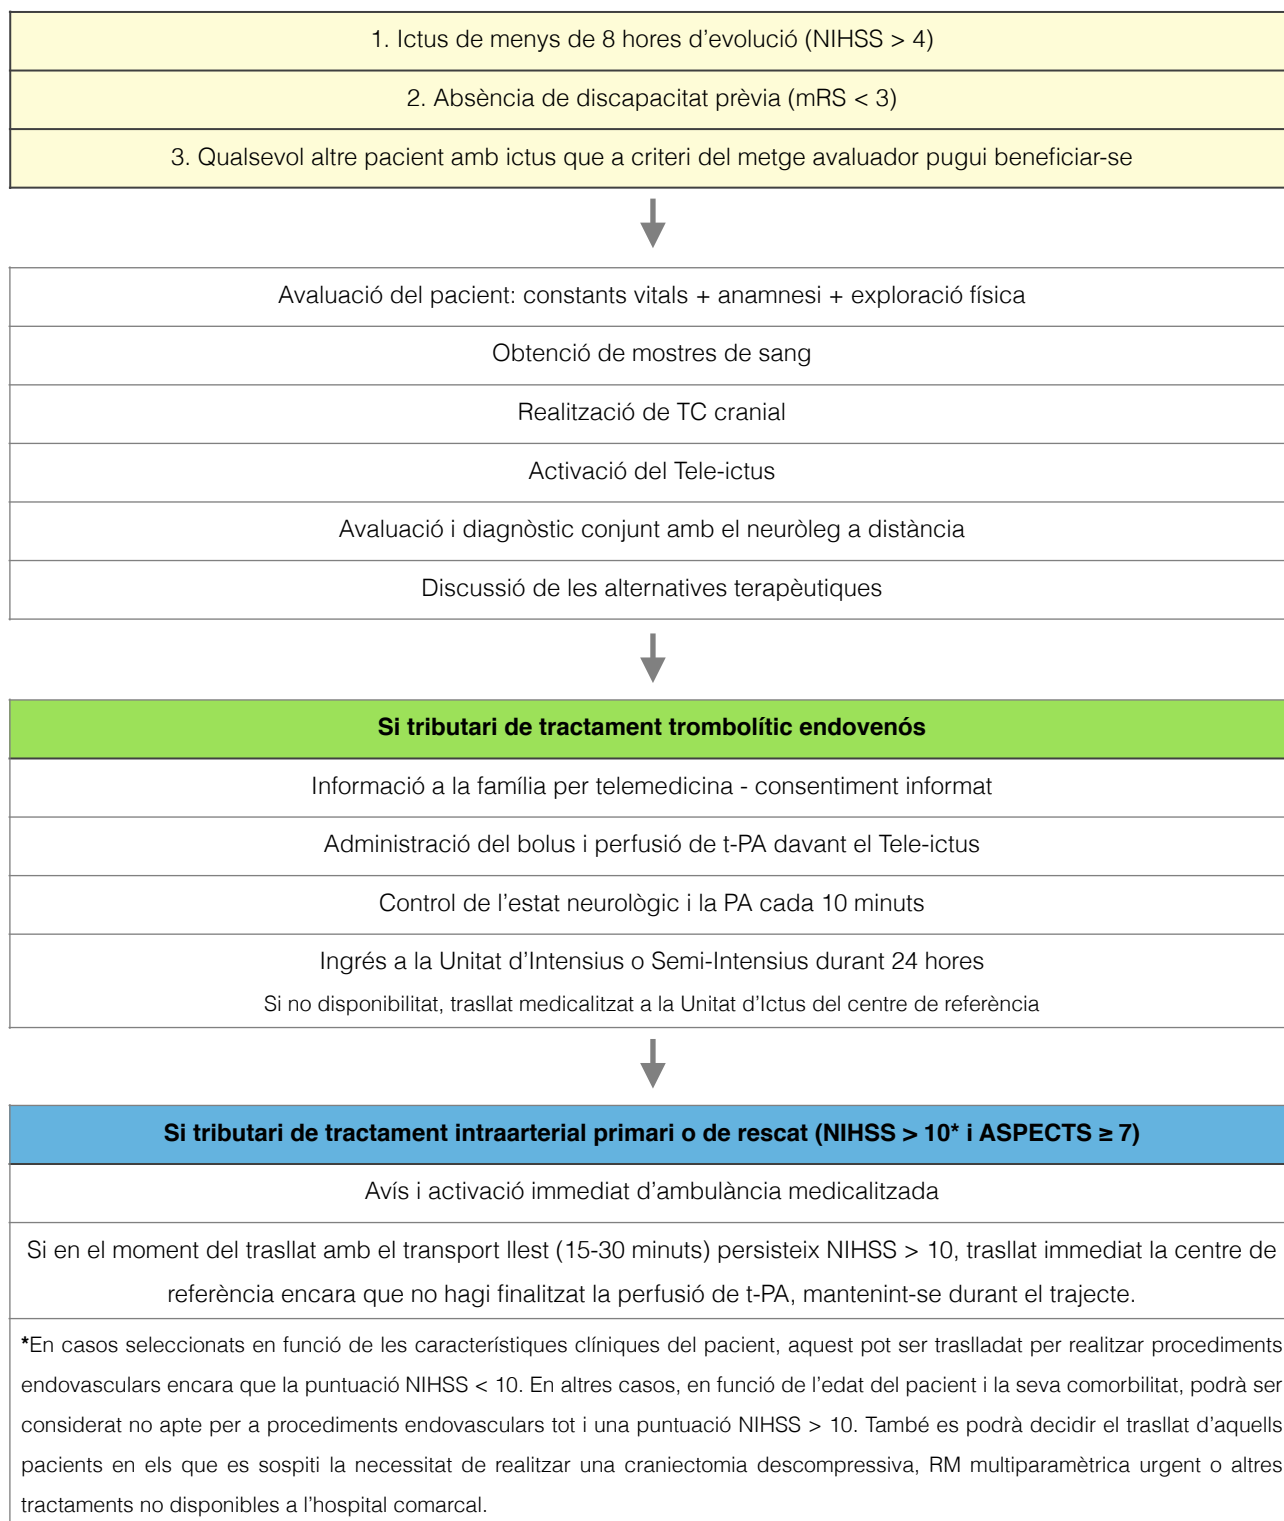 1. Ictus de menys de 8 hores d’evolució (NIHSS > 4)
2. Absència de discapacitat prèvia (mRS < 3)
3. Qualsevol altre pacient amb ictus que a criteri del metge avaluador pugui beneficiar-se
Avaluació del pacient: constants vitals + anamnesi + exploració física
Obtenció de mostres de sang
Realització de TC cranial
Activació del Tele-ictus
Avaluació i diagnòstic conjunt amb el neuròleg a distància
Discussió de les alternatives terapèutiques
Si tributari de tractament trombolític endovenós
Informació a la família per telemedicina - consentiment informat
Administració del bolus i perfusió de t-PA davant el Tele-ictus
Control de l’estat neurològic i la PA cada 10 minuts
Ingrés a la Unitat d’Intensius o Semi-Intensius durant 24 hores
Si no disponibilitat, trasllat medicalitzat a la Unitat d’Ictus del centre de referència
Si tributari de tractament intraarterial primari o de rescat (NIHSS > 10* i ASPECTS ≥ 7)
Avís i activació immediat d’ambulància medicalitzada
Si en el moment del trasllat amb el transport llest (15-30 minuts) persisteix NIHSS > 10, trasllat immediat la centre de
referència encara que no hagi finalitzat la perfusió de t-PA, mantenint-se durant el trajecte.
*En casos seleccionats en funció de les característiques clíniques del pacient, aquest pot ser traslladat per realitzar procediments
endovasculars encara que la puntuació NIHSS < 10. En altres casos, en funció de l’edat del pacient i la seva comorbilitat, podrà ser
considerat no apte per a procediments endovasculars tot i una puntuació NIHSS > 10. També es podrà decidir el trasllat d’aquells
pacients en els que es sospiti la necessitat de realitzar una craniectomia descompressiva, RM multiparamètrica urgent o altres
tractaments no disponibles a l’hospital comarcal.